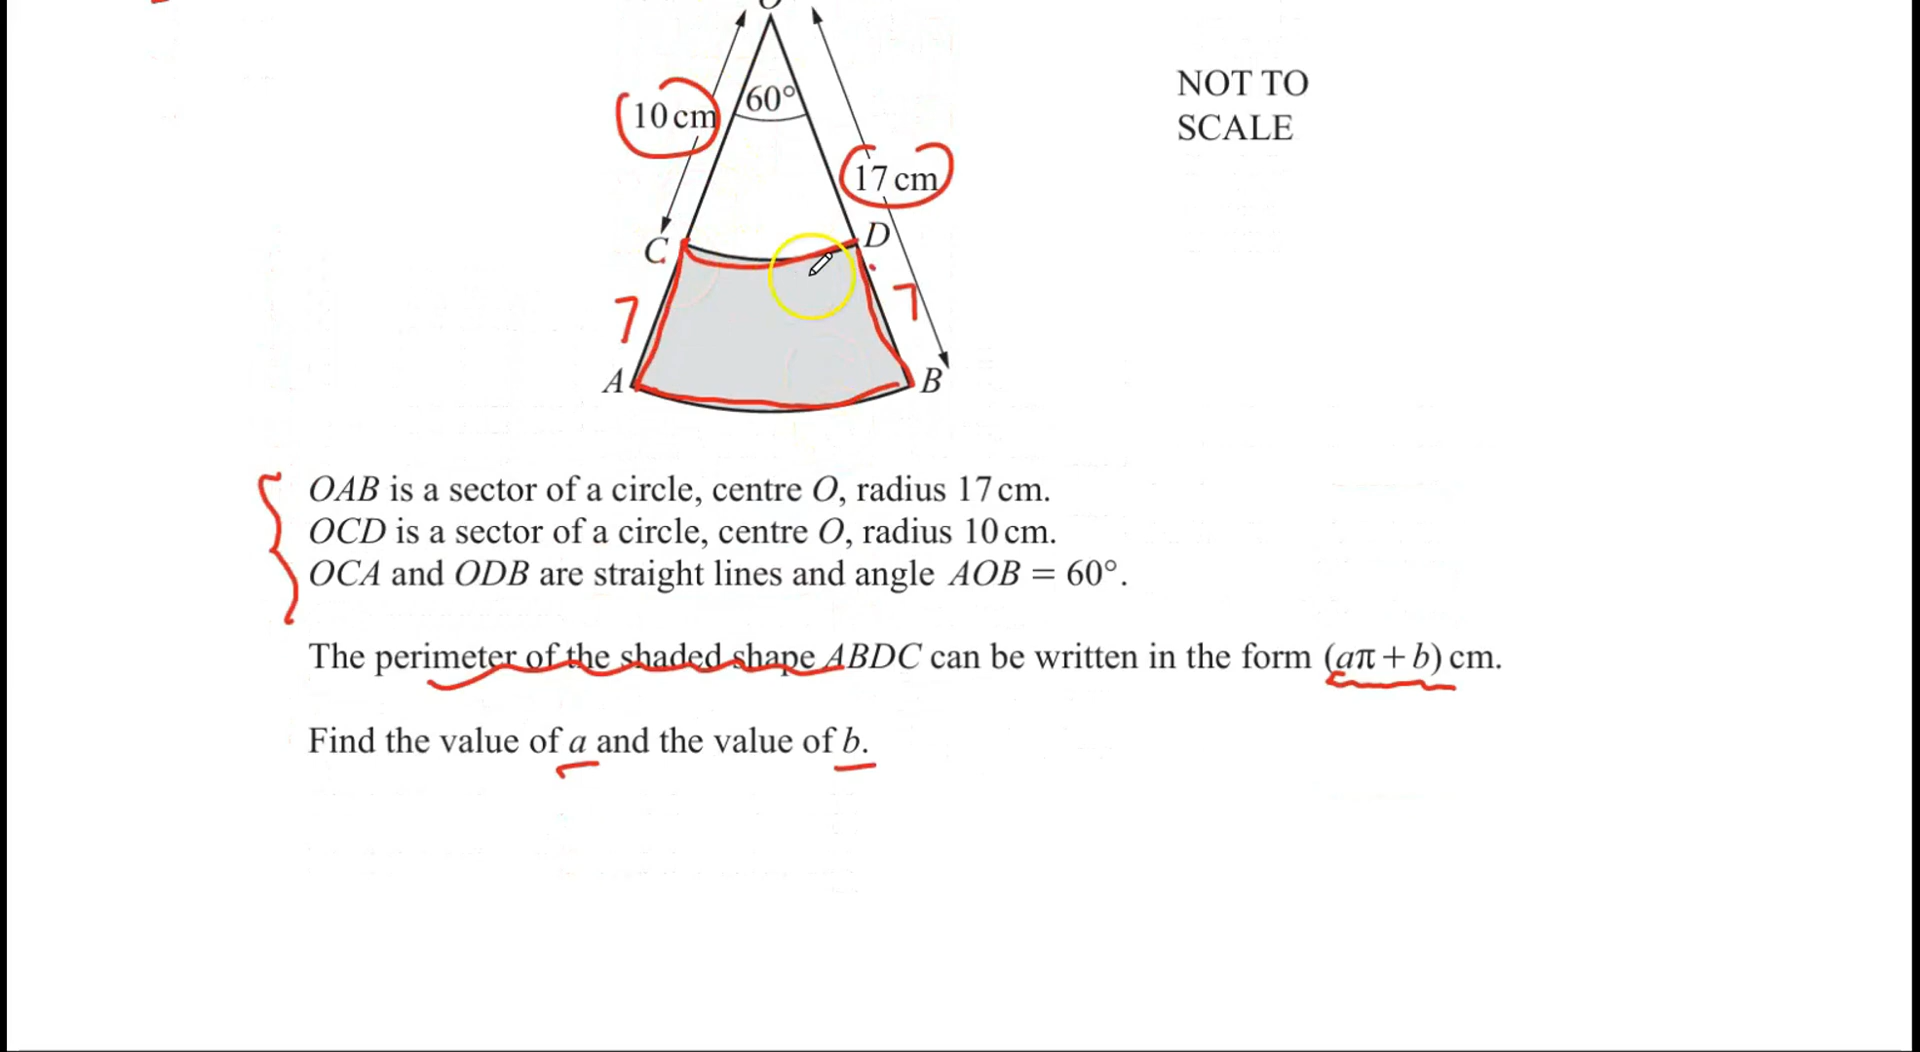 O
60°
10 cm
17 cm
NOT TO
SCALE
C
D
7
7
A
B
OAB is a sector of a circle, centre O, radius 17 cm.
OCD is a sector of a circle, centre O, radius 10 cm.
OCA and ODB are straight lines and angle AOB = 60°.
The perimeter of the shaded shape ABDC can be written in the form (aπ + b) cm.
Find the value of a and the value of b.